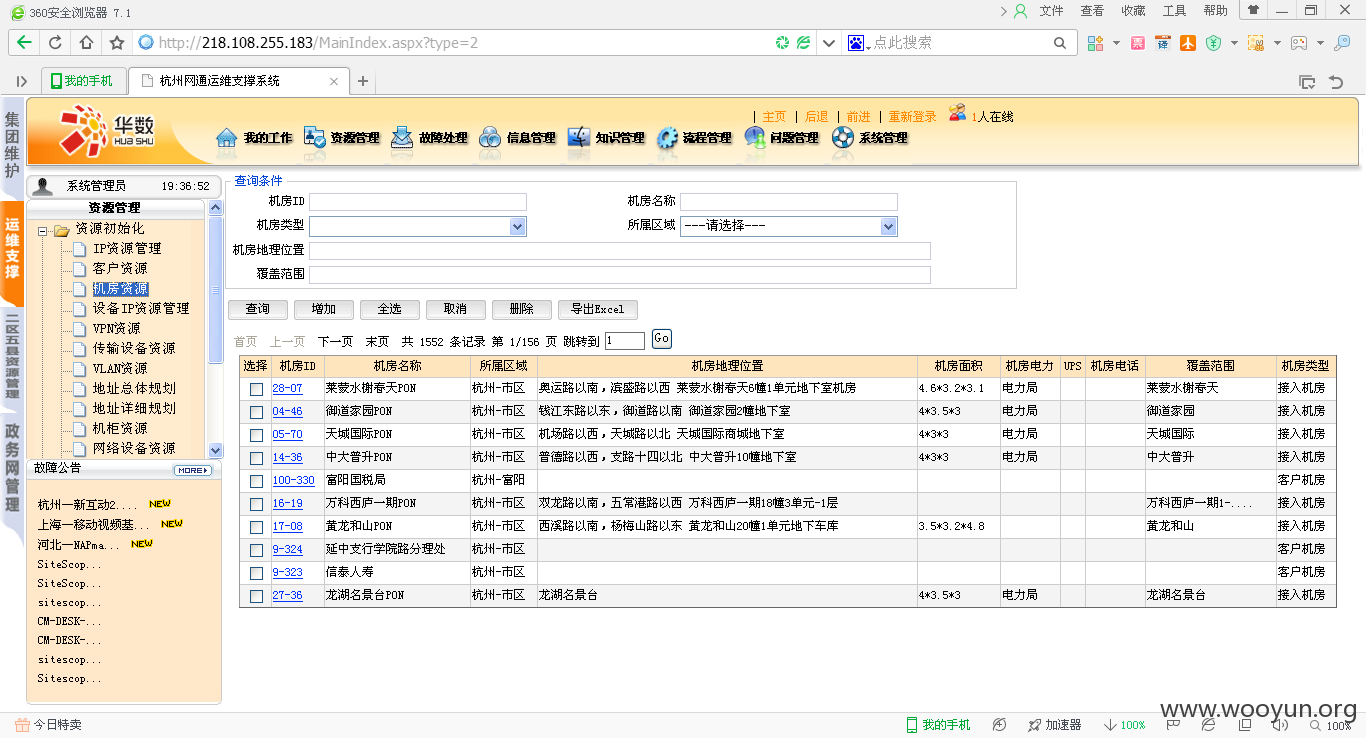 360安全浏览器 7.1
文件 查看 收藏 工具 帮助
http://218.108.255.183/MainIndex.aspx?type=2
点此搜索
我的手机
杭州网通运维支撑系统
集团维护
运维支撑
二区五县资源管理
政务网管理
华数
HUA SHU
主页 | 后退 | 前进 | 重新登录 1人在线
我的工作 资源管理 故障处理 信息管理 知识管理 流程管理 问题管理 系统管理
系统管理员 19:36:52
资源管理
资源初始化
IP资源管理
客户资源
机房资源
设备IP资源管理
VPN资源
传输设备资源
VLAN资源
地址总体规划
地址详细规划
机柜资源
网络设备资源
故障公告 MORE
杭州一新互动2.... NEW
上海一移动视频基... NEW
河北一NAPma... NEW
SiteScop...
SiteScop...
sitescop...
CM-DESK-...
CM-DESK-...
sitescop...
Sitescop...
查询条件
机房ID 机房名称
机房类型 所属区域 ---请选择---
机房地理位置
覆盖范围
查询 增加 全选 取消 删除 导出Excel
首页 上一页 下一页 末页 共 1552 条记录 第 1/156 页 跳转到 1 Go
选择 机房ID 机房名称 所属区域 机房地理位置 机房面积 机房电力 UPS 机房电话 覆盖范围 机房类型
28-07 莱蒙水榭春天PON 杭州-市区 奥运路以南，滨盛路以西 莱蒙水榭春天6幢1单元地下室机房 4.6*3.2*3.1 电力局 莱蒙水榭春天 接入机房
04-46 御道家园PON 杭州-市区 钱江东路以东，御道路以南 御道家园2幢地下室 4*3.5*3 电力局 御道家园 接入机房
05-70 天城国际PON 杭州-市区 机场路以西，天城路以北 天城国际商城地下室 4*3*3 电力局 天城国际 接入机房
14-36 中大普升PON 杭州-市区 普德路以西，支路十四以北 中大普升10幢地下室 4*3*3 电力局 中大普升 接入机房
100-330 富阳国税局 杭州-富阳 客户机房
16-19 万科西庐一期PON 杭州-市区 双龙路以南，五常港路以西 万科西庐一期18幢3单元-1层 万科西庐一期1-.... 接入机房
17-08 黄龙和山PON 杭州-市区 西溪路以南，杨梅山路以东 黄龙和山20幢1单元地下车库 3.5*3.2*4.8 黄龙和山 接入机房
9-324 延中支行学院路分理处 杭州-市区 客户机房
9-323 信泰人寿 杭州-市区 客户机房
27-36 龙湖名景台PON 杭州-市区 龙湖名景台 4*3.5*3 电力局 龙湖名景台 接入机房
www.wooyun.org
今日特卖 我的手机 加速器 100% 100%